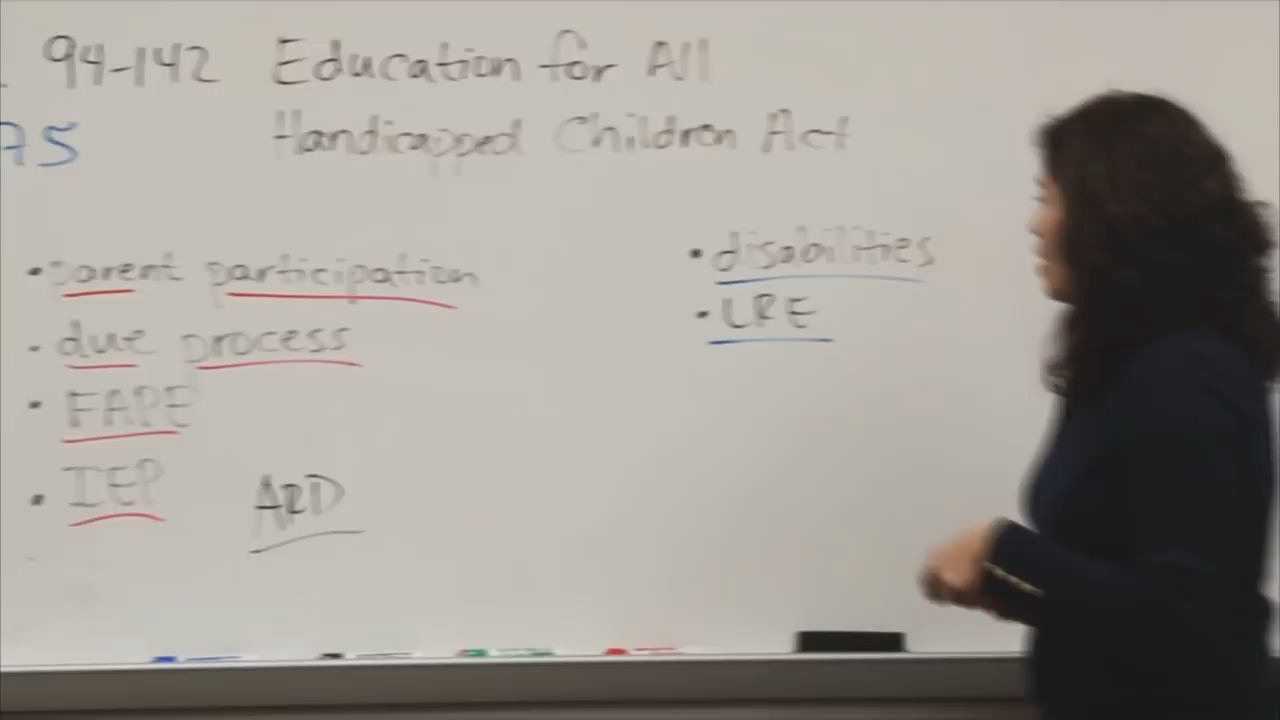 . 94-142 Education for All
75 Handicapped Children Act
• parent participation
. due process
• FAPE
• IEP ARD
• disabilities
• LRE